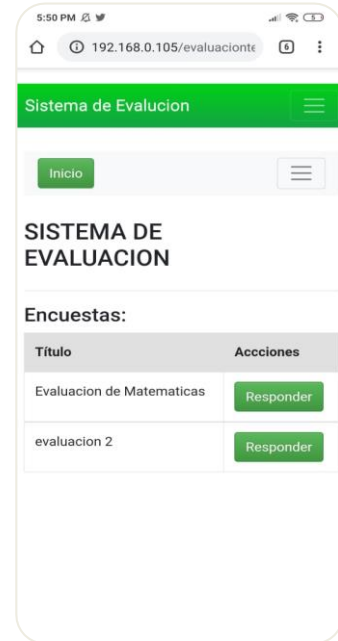 5:50 PM
5
192.168.0.105/evaluacionte
6
Sistema de Evalucion
Inicio
SISTEMA DE
EVALUACION
Encuestas:
Título Accciones
Evaluacion de Matematicas Responder
evaluacion 2 Responder